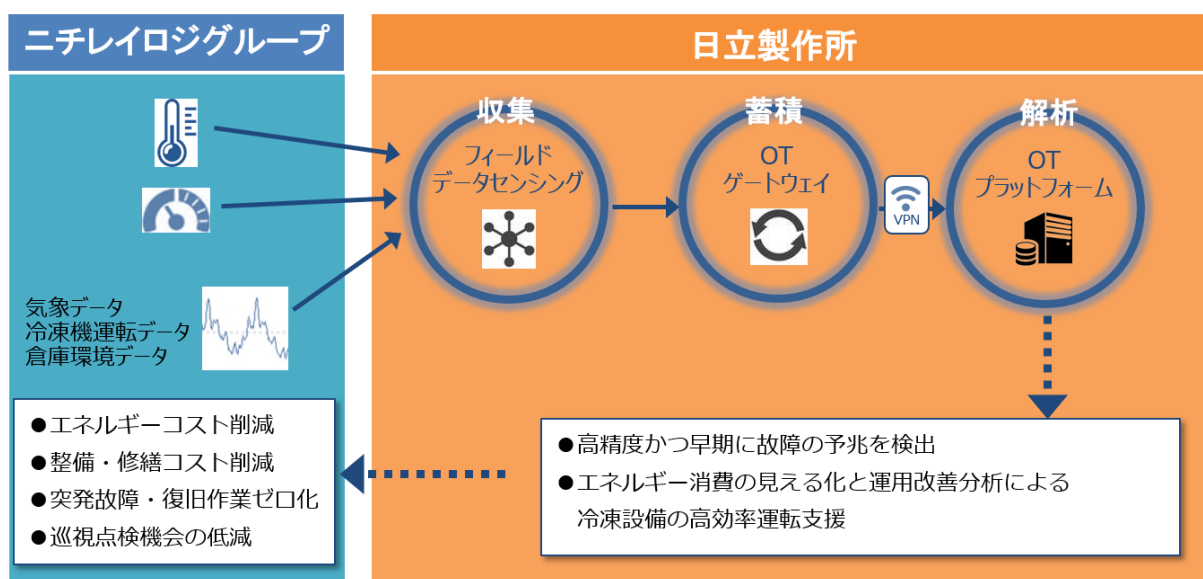 ニチレイロジグループ
日立製作所
収集
フィールド
データセンシング
蓄積
OT
ゲートウェイ
VPN
解析
OT
プラットフォーム
気象データ
冷凍機運転データ
倉庫環境データ
●エネルギーコスト削減
●整備・修繕コスト削減
●突発故障・復旧作業ゼロ化
●巡視点検機会の低減
●高精度かつ早期に故障の予兆を検出
●エネルギー消費の見える化と運用改善分析による
冷凍設備の高効率運転支援